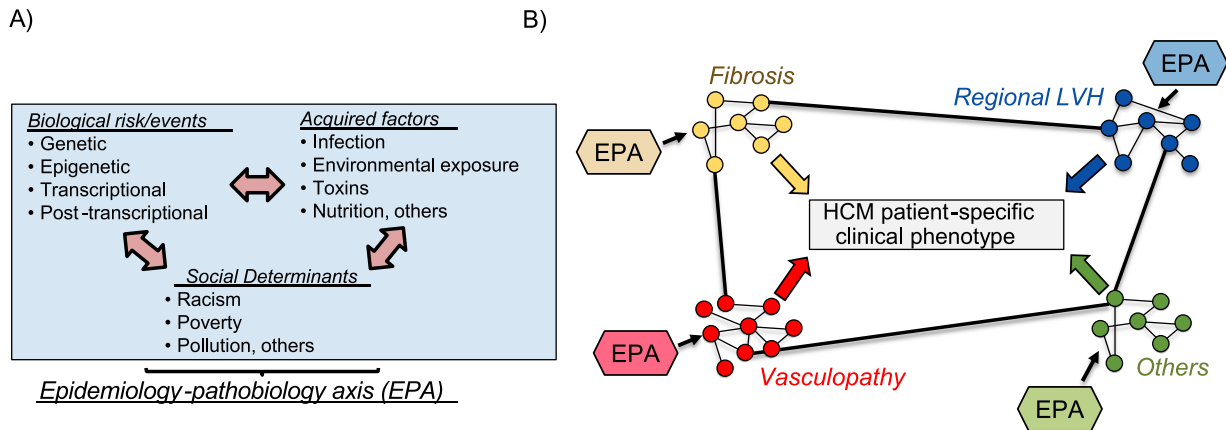 A)
Biological risk/events
• Genetic
• Epigenetic
• Transcriptional
• Post-transcriptional
Acquired factors
• Infection
• Environmental exposure
• Toxins
• Nutrition, others
Social Determinants
• Racism
• Poverty
• Pollution, others
Epidemiology-pathobiology axis (EPA)
B)
Fibrosis
EPA
Regional LVH
EPA
HCM patient-specific
clinical phenotype
EPA
Vasculopathy
Others
EPA